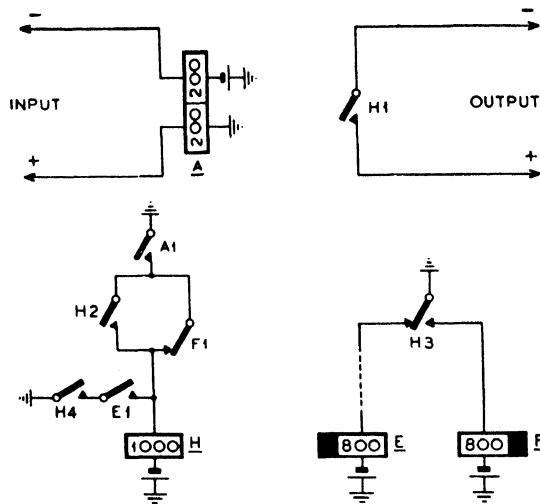 -
-
200
INPUT
H1
OUTPUT
200
+
+
A
A1
H2
F1
H3
H4
E1
1000 H
800 E
800 F